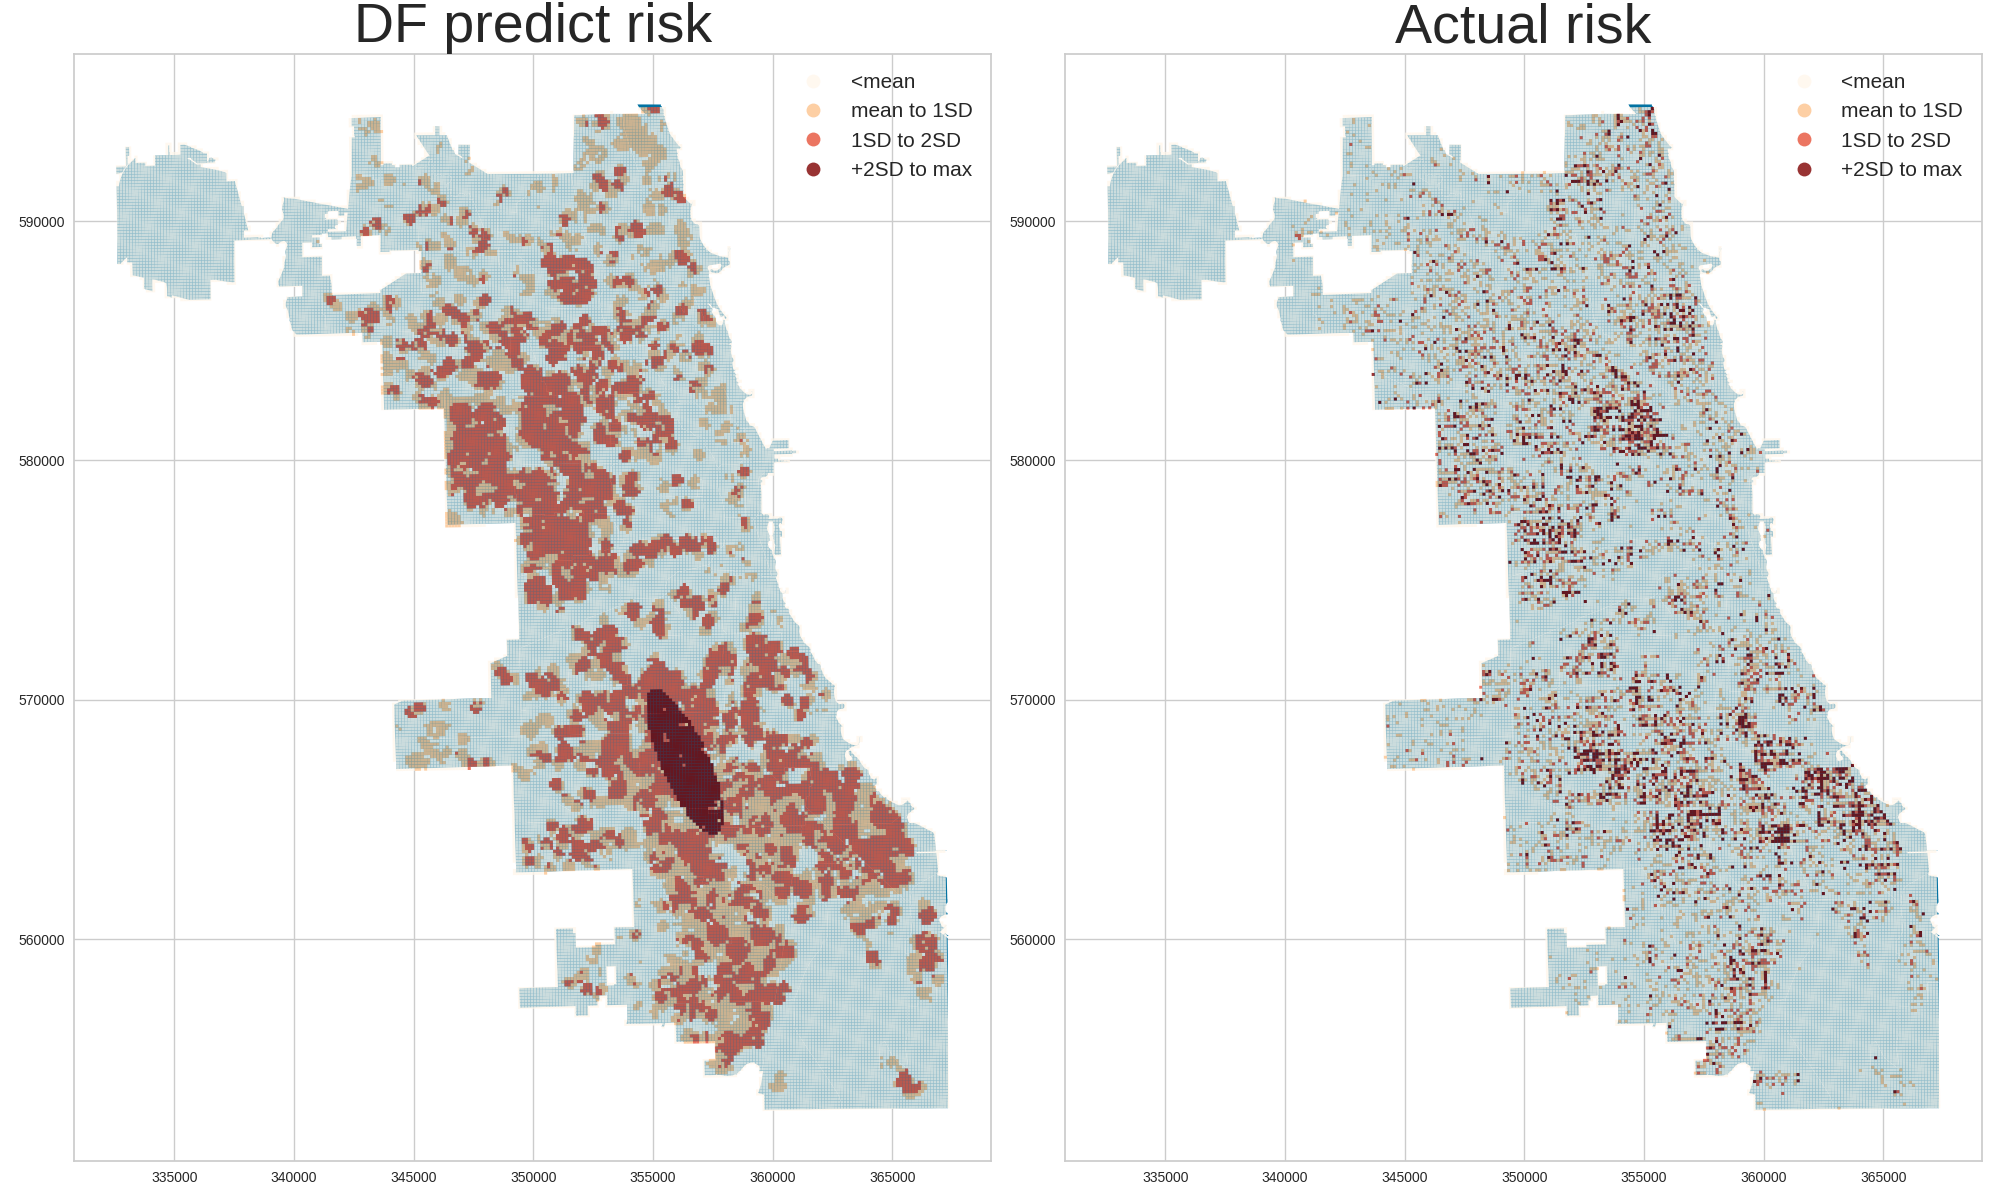 DF predict risk
<mean
mean to 1SD
1SD to 2SD
+2SD to max
590000
580000
570000
560000
335000 340000 345000 350000 355000 360000 365000
Actual risk
<mean
mean to 1SD
1SD to 2SD
+2SD to max
590000
580000
570000
560000
335000 340000 345000 350000 355000 360000 365000